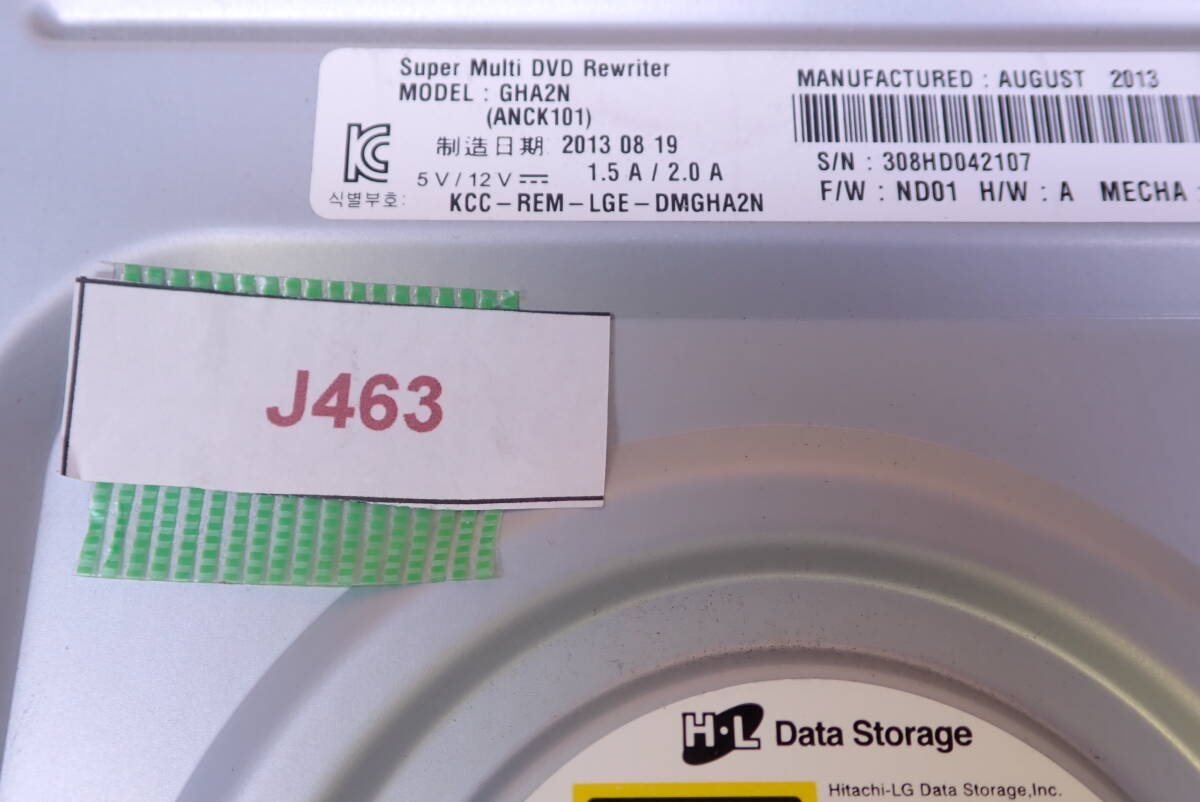 Super Multi DVD Rewriter
MODEL : GHA2N
(ANCK101)
制造日期 2013 08 19
5 V / 12 V 1.5 A / 2.0 A
식별부호: KCC-REM-LGE-DMGHA2N
MANUFACTURED : AUGUST 2013
S/N : 308HD042107
F/W : ND01 H/W : A MECHA
J463
H·L Data Storage
Hitachi-LG Data Storage,Inc.